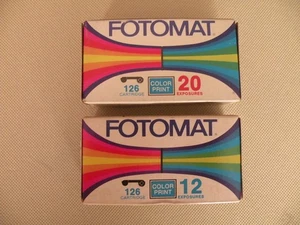 FOTOMAT®
126
CARTRIDGE
COLOR
PRINT
20
EXPOSURES
FOTOMAT®
126
CARTRIDGE
COLOR
PRINT
12
EXPOSURES